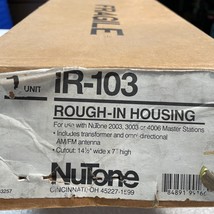 FRAGILE
1
UNIT
IR-103
ROUGH-IN HOUSING
For use with NuTone 2003, 3003 or 4006 Master Stations
• Includes transformer and omni-directional
AM/FM antenna
• Cutout: 14½" wide x 7" high
NuTone
CINCINNATI, OH 45227-1599